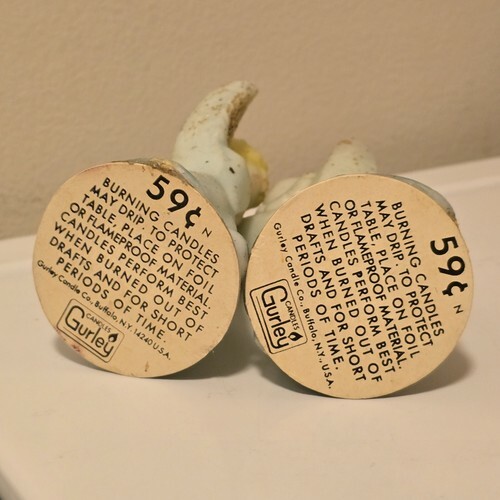 59¢ N
BURNING CANDLES
MAY DRIP. TO PROTECT
TABLE, PLACE ON FOIL
OR FLAMEPROOF MATERIAL.
CANDLES PERFORM BEST
WHEN BURNED OUT OF
DRAFTS AND FOR SHORT
PERIODS OF TIME.
Gurley Candle Co., Buffalo, N.Y. 14240 U.S.A.
CANDLES
Gurley
59¢ N
BURNING CANDLES
MAY DRIP. TO PROTECT
TABLE, PLACE ON FOIL
OR FLAMEPROOF MATERIAL.
CANDLES PERFORM BEST
WHEN BURNED OUT OF
DRAFTS AND FOR SHORT
PERIODS OF TIME.
Gurley Candle Co., Buffalo, N.Y., U.S.A.
CANDLES
Gurley